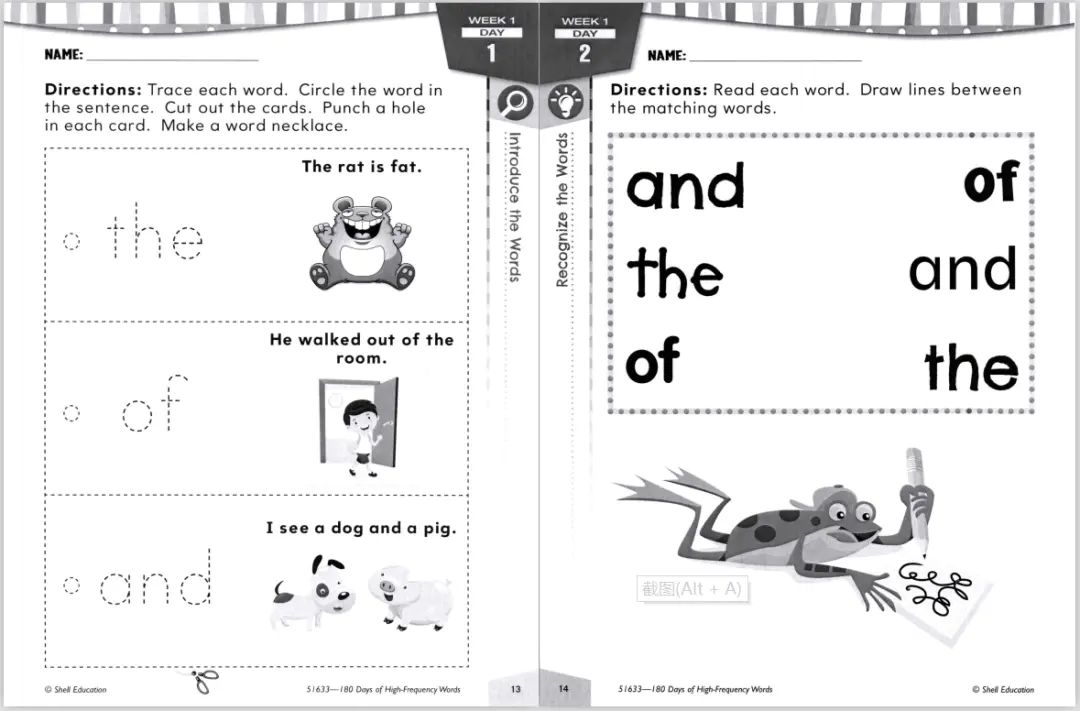 WEEK 1
DAY
1
NAME:
Directions: Trace each word. Circle the word in
the sentence. Cut out the cards. Punch a hole
in each card. Make a word necklace.
Introduce the Words
The rat is fat.
the
He walked out of the
room.
of
I see a dog and a pig.
and
© Shell Education
51633—180 Days of High-Frequency Words
13
WEEK 1
DAY
2
NAME:
Directions: Read each word. Draw lines between
the matching words.
Recognize the Words
and of
the and
of the
截图(Alt + A)
14
51633—180 Days of High-Frequency Words
© Shell Education